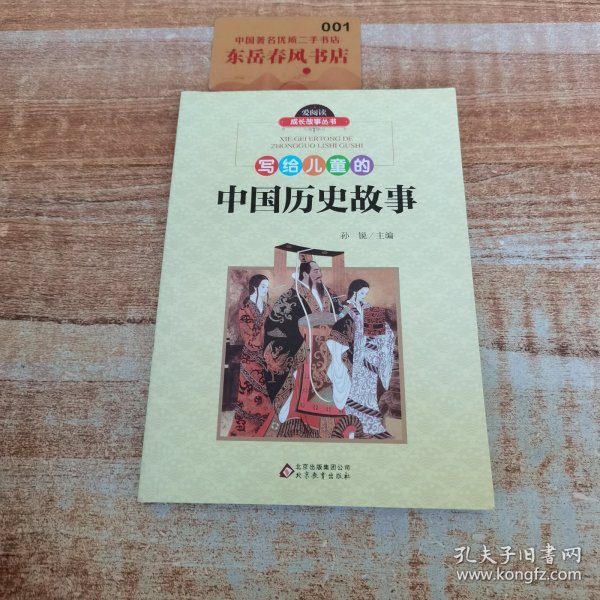 001
中国著名优质二手书店
东岳春风书店
爱阅读
成长故事丛书
XIE GEI ERTONG DE
ZHONGGUO LISHI GUSHI
写给儿童的
中国历史故事
孙锐/主编
北京出版集团公司
北京教育出版社
孔夫子旧书网
www.kongfz.com